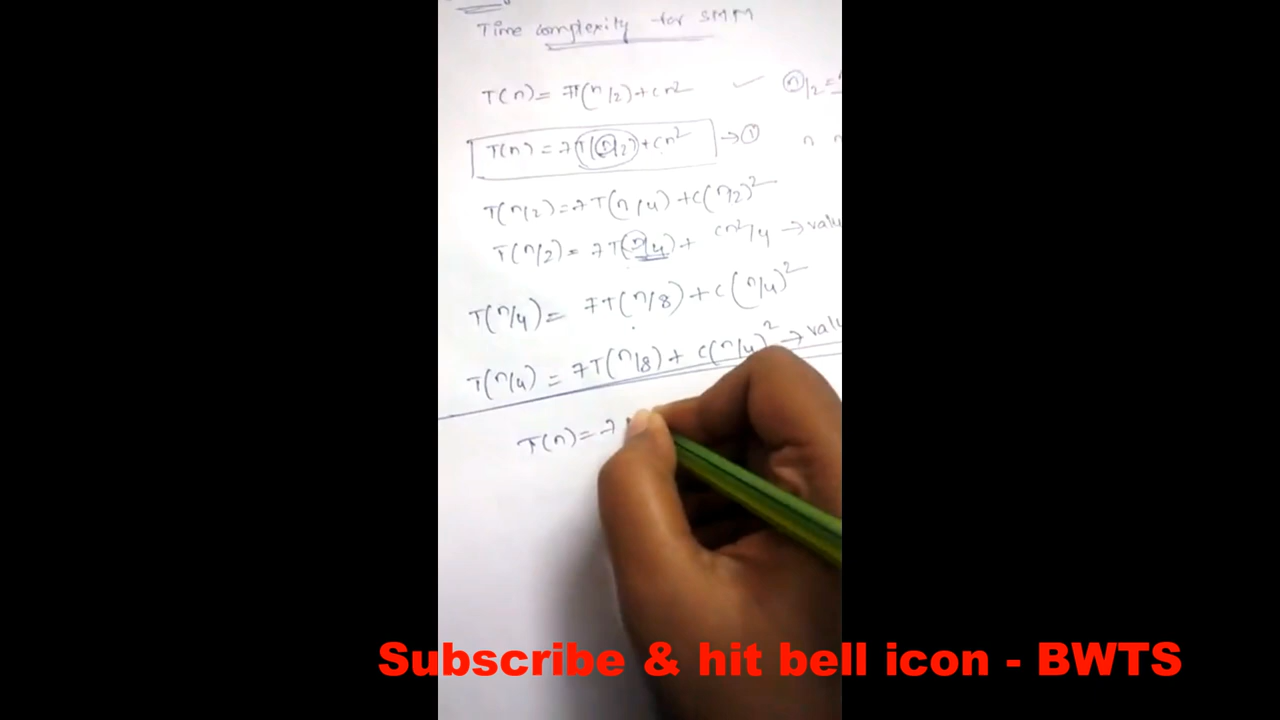 Time complexity for SMM
T(n) = 7T(n/2) + cn² ✓ n/2 =
T(n) = 7T(n/2) + cn² → ① n n
T(n/2) = 7T(n/4) + c(n/2)²
T(n/2) = 7T(n/4) + cn²/4 → valu
T(n/4) = 7T(n/8) + c(n/4)²
T(n/4) = 7T(n/8) + c(n/4)² → valu
T(n) = 7
Subscribe & hit bell icon - BWTS